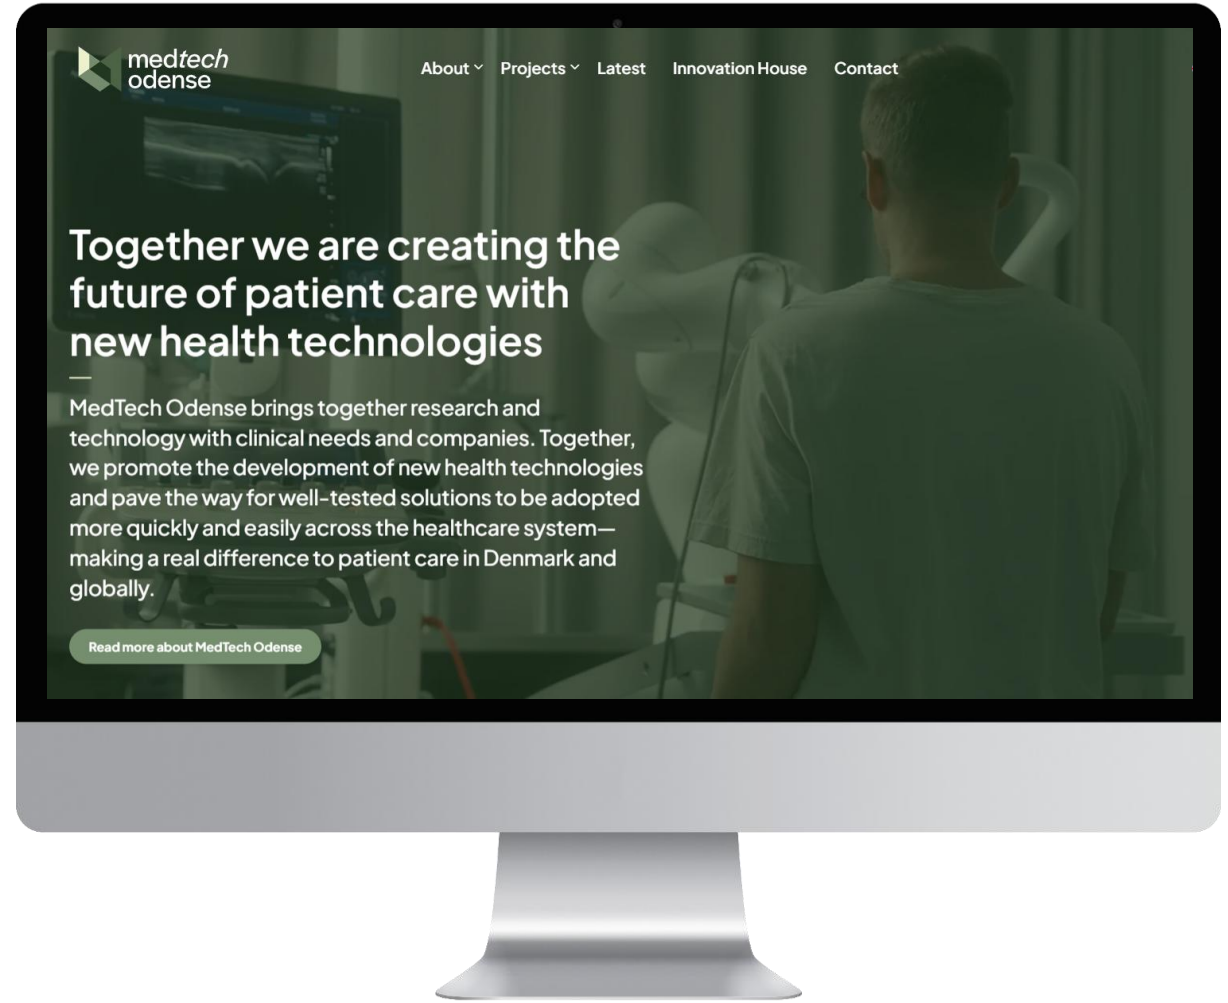 medtech
odense
About
Projects
Latest
Innovation House
Contact
Together we are creating the
future of patient care with
new health technologies
MedTech Odense brings together research and
technology with clinical needs and companies. Together,
we promote the development of new health technologies
and pave the way for well-tested solutions to be adopted
more quickly and easily across the healthcare system—
making a real difference to patient care in Denmark and
globally.
Read more about MedTech Odense